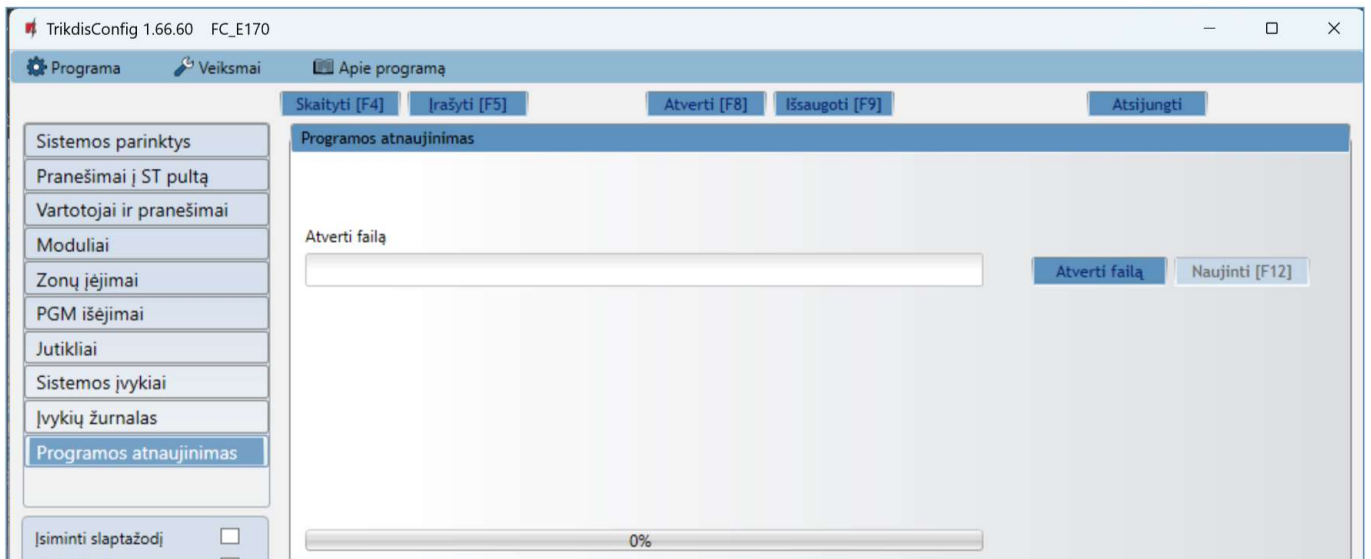 TrikdisConfig 1.66.60 FC_E170
Programa Veiksmai Apie programą
Skaityti [F4] Įrašyti [F5] Atverti [F8] Išsaugoti [F9] Atsijungti
Sistemos parinktys
Pranešimai į ST pultą
Vartotojai ir pranešimai
Moduliai
Zonų įėjimai
PGM išėjimai
Jutikliai
Sistemos įvykiai
Įvykių žurnalas
Programos atnaujinimas
Įsiminti slaptažodį
Programos atnaujinimas
Atverti failą
Atverti failą Naujinti [F12]
0%